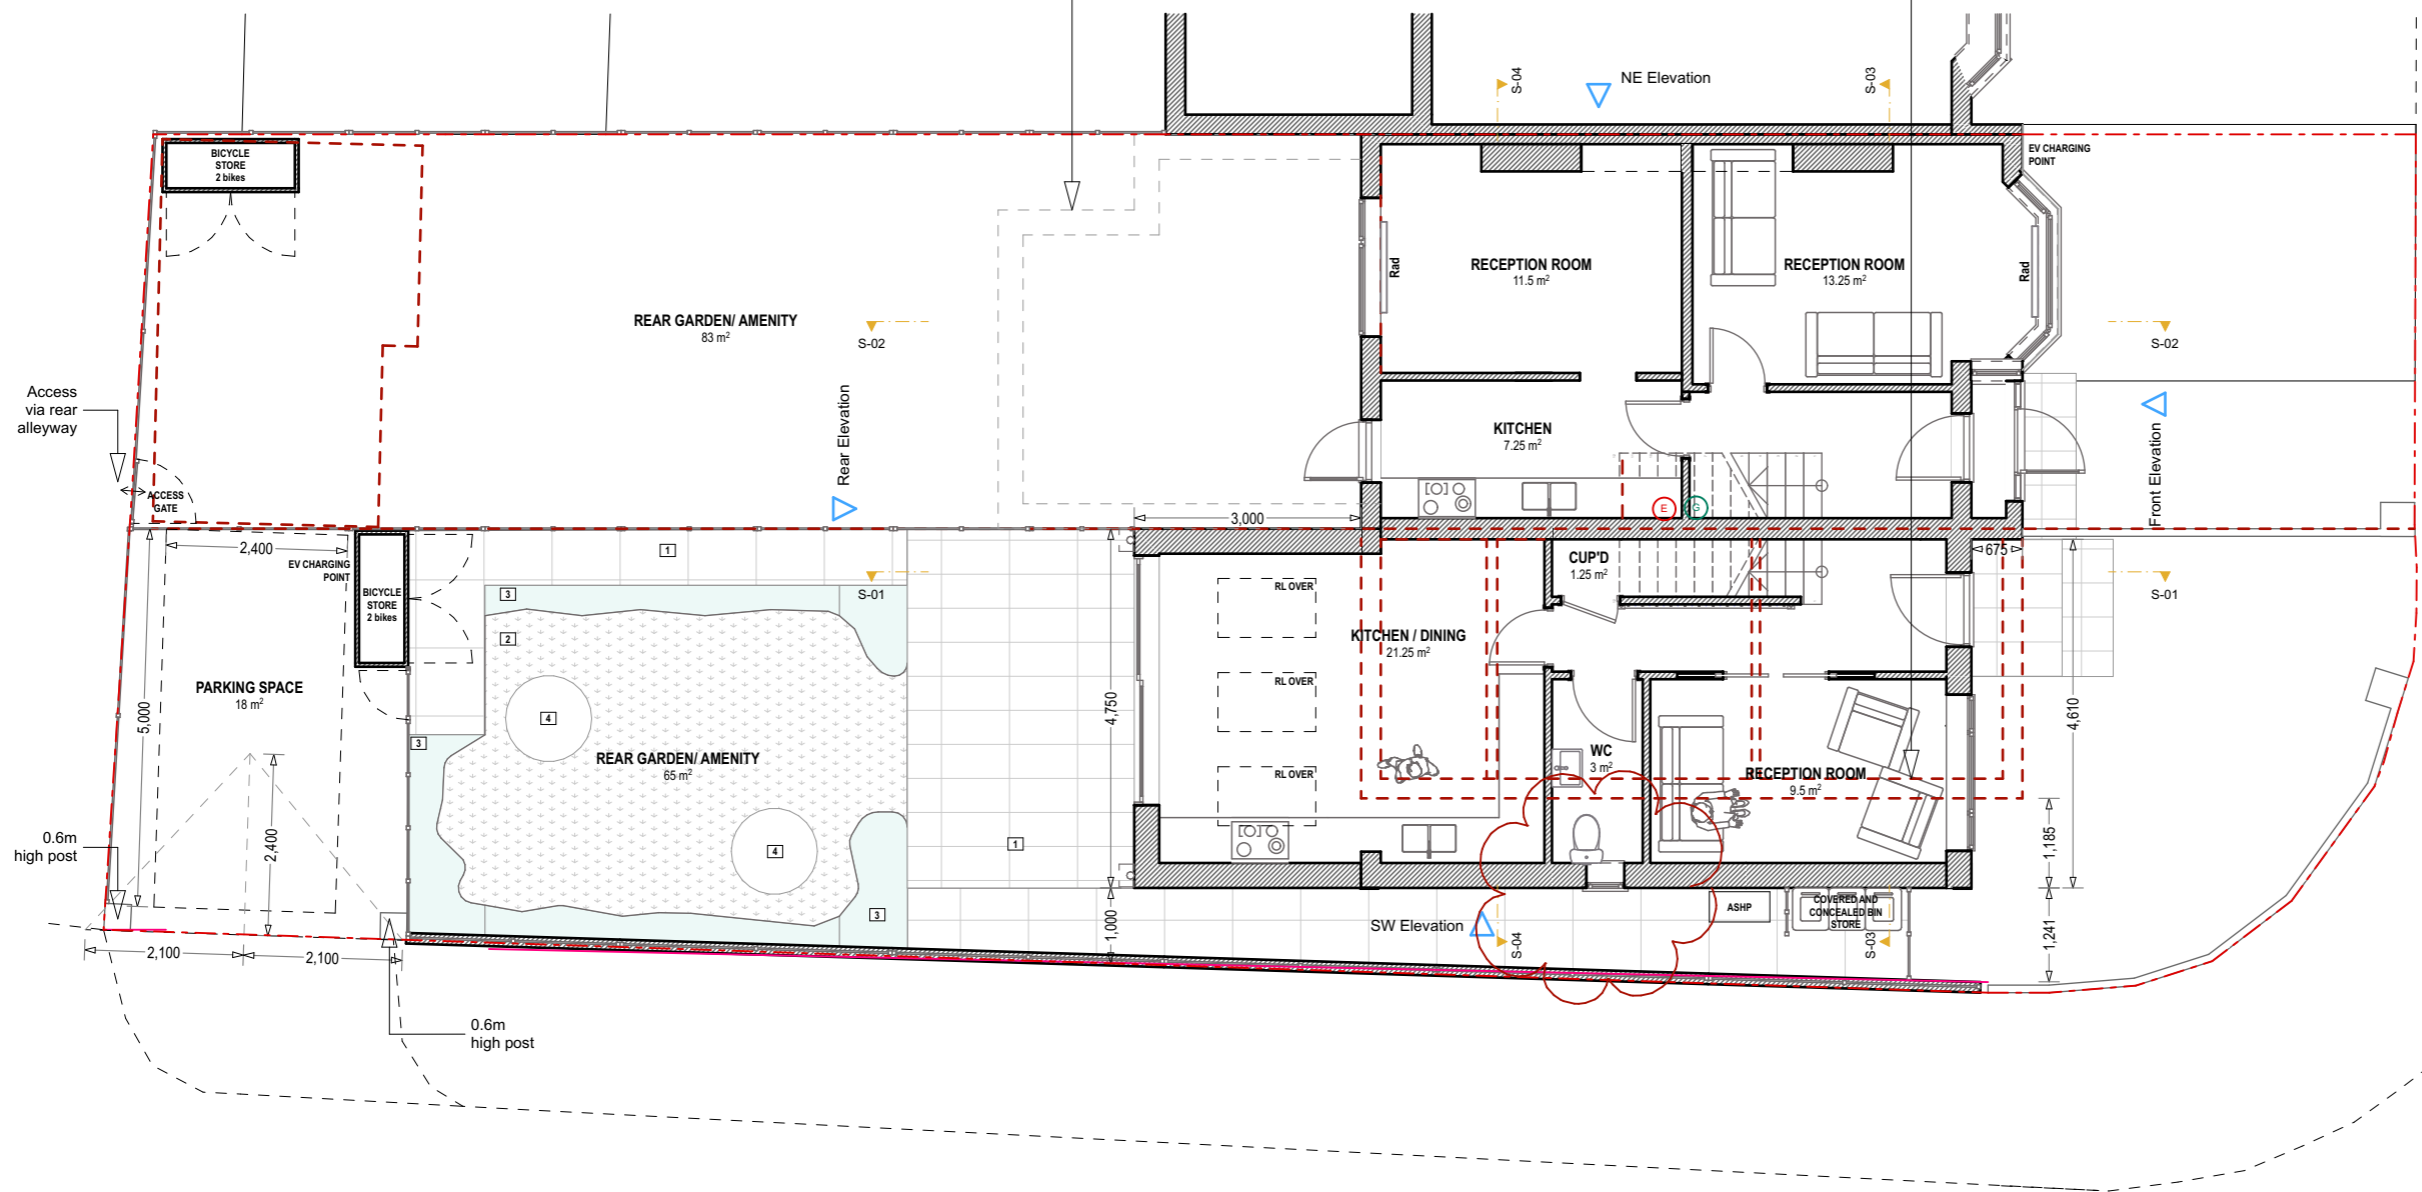 NE Elevation
S-04
S-03
BICYCLE
STORE
2 bikes
EV CHARGING
POINT
RECEPTION ROOM
11.5 m²
RECEPTION ROOM
13.25 m²
Rad
Rad
REAR GARDEN/ AMENITY
83 m²
S-02
S-02
Access
via rear
alleyway
Rear Elevation
Front Elevation
KITCHEN
7.25 m²
ACCESS
GATE
E
G
3,000
2,400
EV CHARGING
POINT
1
675
CUP'D
1.25 m²
BICYCLE
STORE
2 bikes
3
S-01
RL OVER
S-01
2
KITCHEN / DINING
21.25 m²
PARKING SPACE
18 m²
RL OVER
5,000
4
4,750
4,610
3
REAR GARDEN/ AMENITY
65 m²
WC
3 m²
RL OVER
RECEPTION ROOM
9.5 m²
0.6m
high post
2,400
4
1
1,185
3
ASHP
COVERED AND
CONCEALED BIN
STORE
SW Elevation
1,000
S-04
S-03
1,241
2,100
2,100
0.6m
high post